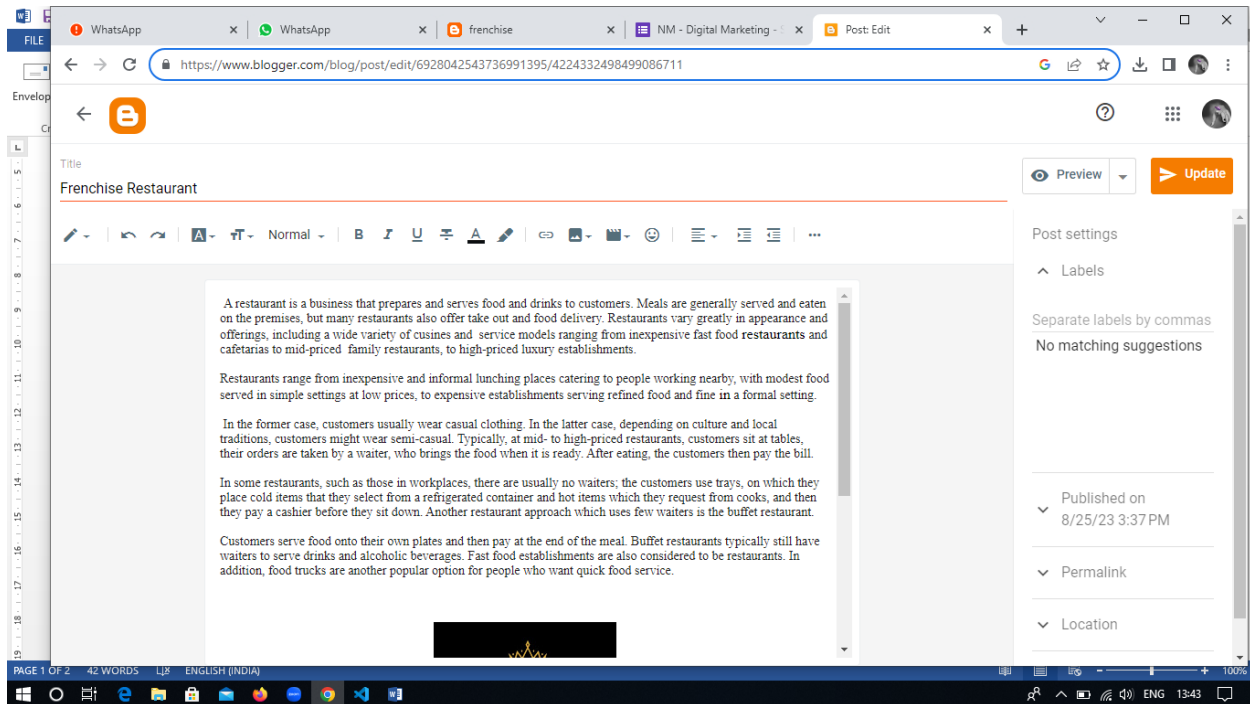 FILE
WhatsApp
WhatsApp
frenchise
NM - Digital Marketing -
Post: Edit
https://www.blogger.com/blog/post/edit/6928042543736991395/4224332498499086711
Envelop
Title
Frenchise Restaurant
Preview
Update
Normal
Post settings
Labels
Separate labels by commas
No matching suggestions
A restaurant is a business that prepares and serves food and drinks to customers. Meals are generally served and eaten
on the premises, but many restaurants also offer take out and food delivery. Restaurants vary greatly in appearance and
offerings, including a wide variety of cusines and service models ranging from inexpensive fast food restaurants and
cafetarias to mid-priced family restaurants, to high-priced luxury establishments.
Restaurants range from inexpensive and informal lunching places catering to people working nearby, with modest food
served in simple settings at low prices, to expensive establishments serving refined food and fine in a formal setting.
In the former case, customers usually wear casual clothing. In the latter case, depending on culture and local
traditions, customers might wear semi-casual. Typically, at mid- to high-priced restaurants, customers sit at tables,
their orders are taken by a waiter, who brings the food when it is ready. After eating, the customers then pay the bill.
In some restaurants, such as those in workplaces, there are usually no waiters; the customers use trays, on which they
place cold items that they select from a refrigerated container and hot items which they request from cooks, and then
they pay a cashier before they sit down. Another restaurant approach which uses few waiters is the buffet restaurant.
Customers serve food onto their own plates and then pay at the end of the meal. Buffet restaurants typically still have
waiters to serve drinks and alcoholic beverages. Fast food establishments are also considered to be restaurants. In
addition, food trucks are another popular option for people who want quick food service.
Published on
8/25/23 3:37 PM
Permalink
Location
PAGE 1 OF 2 42 WORDS ENGLISH (INDIA) 100%
ENG 13:43